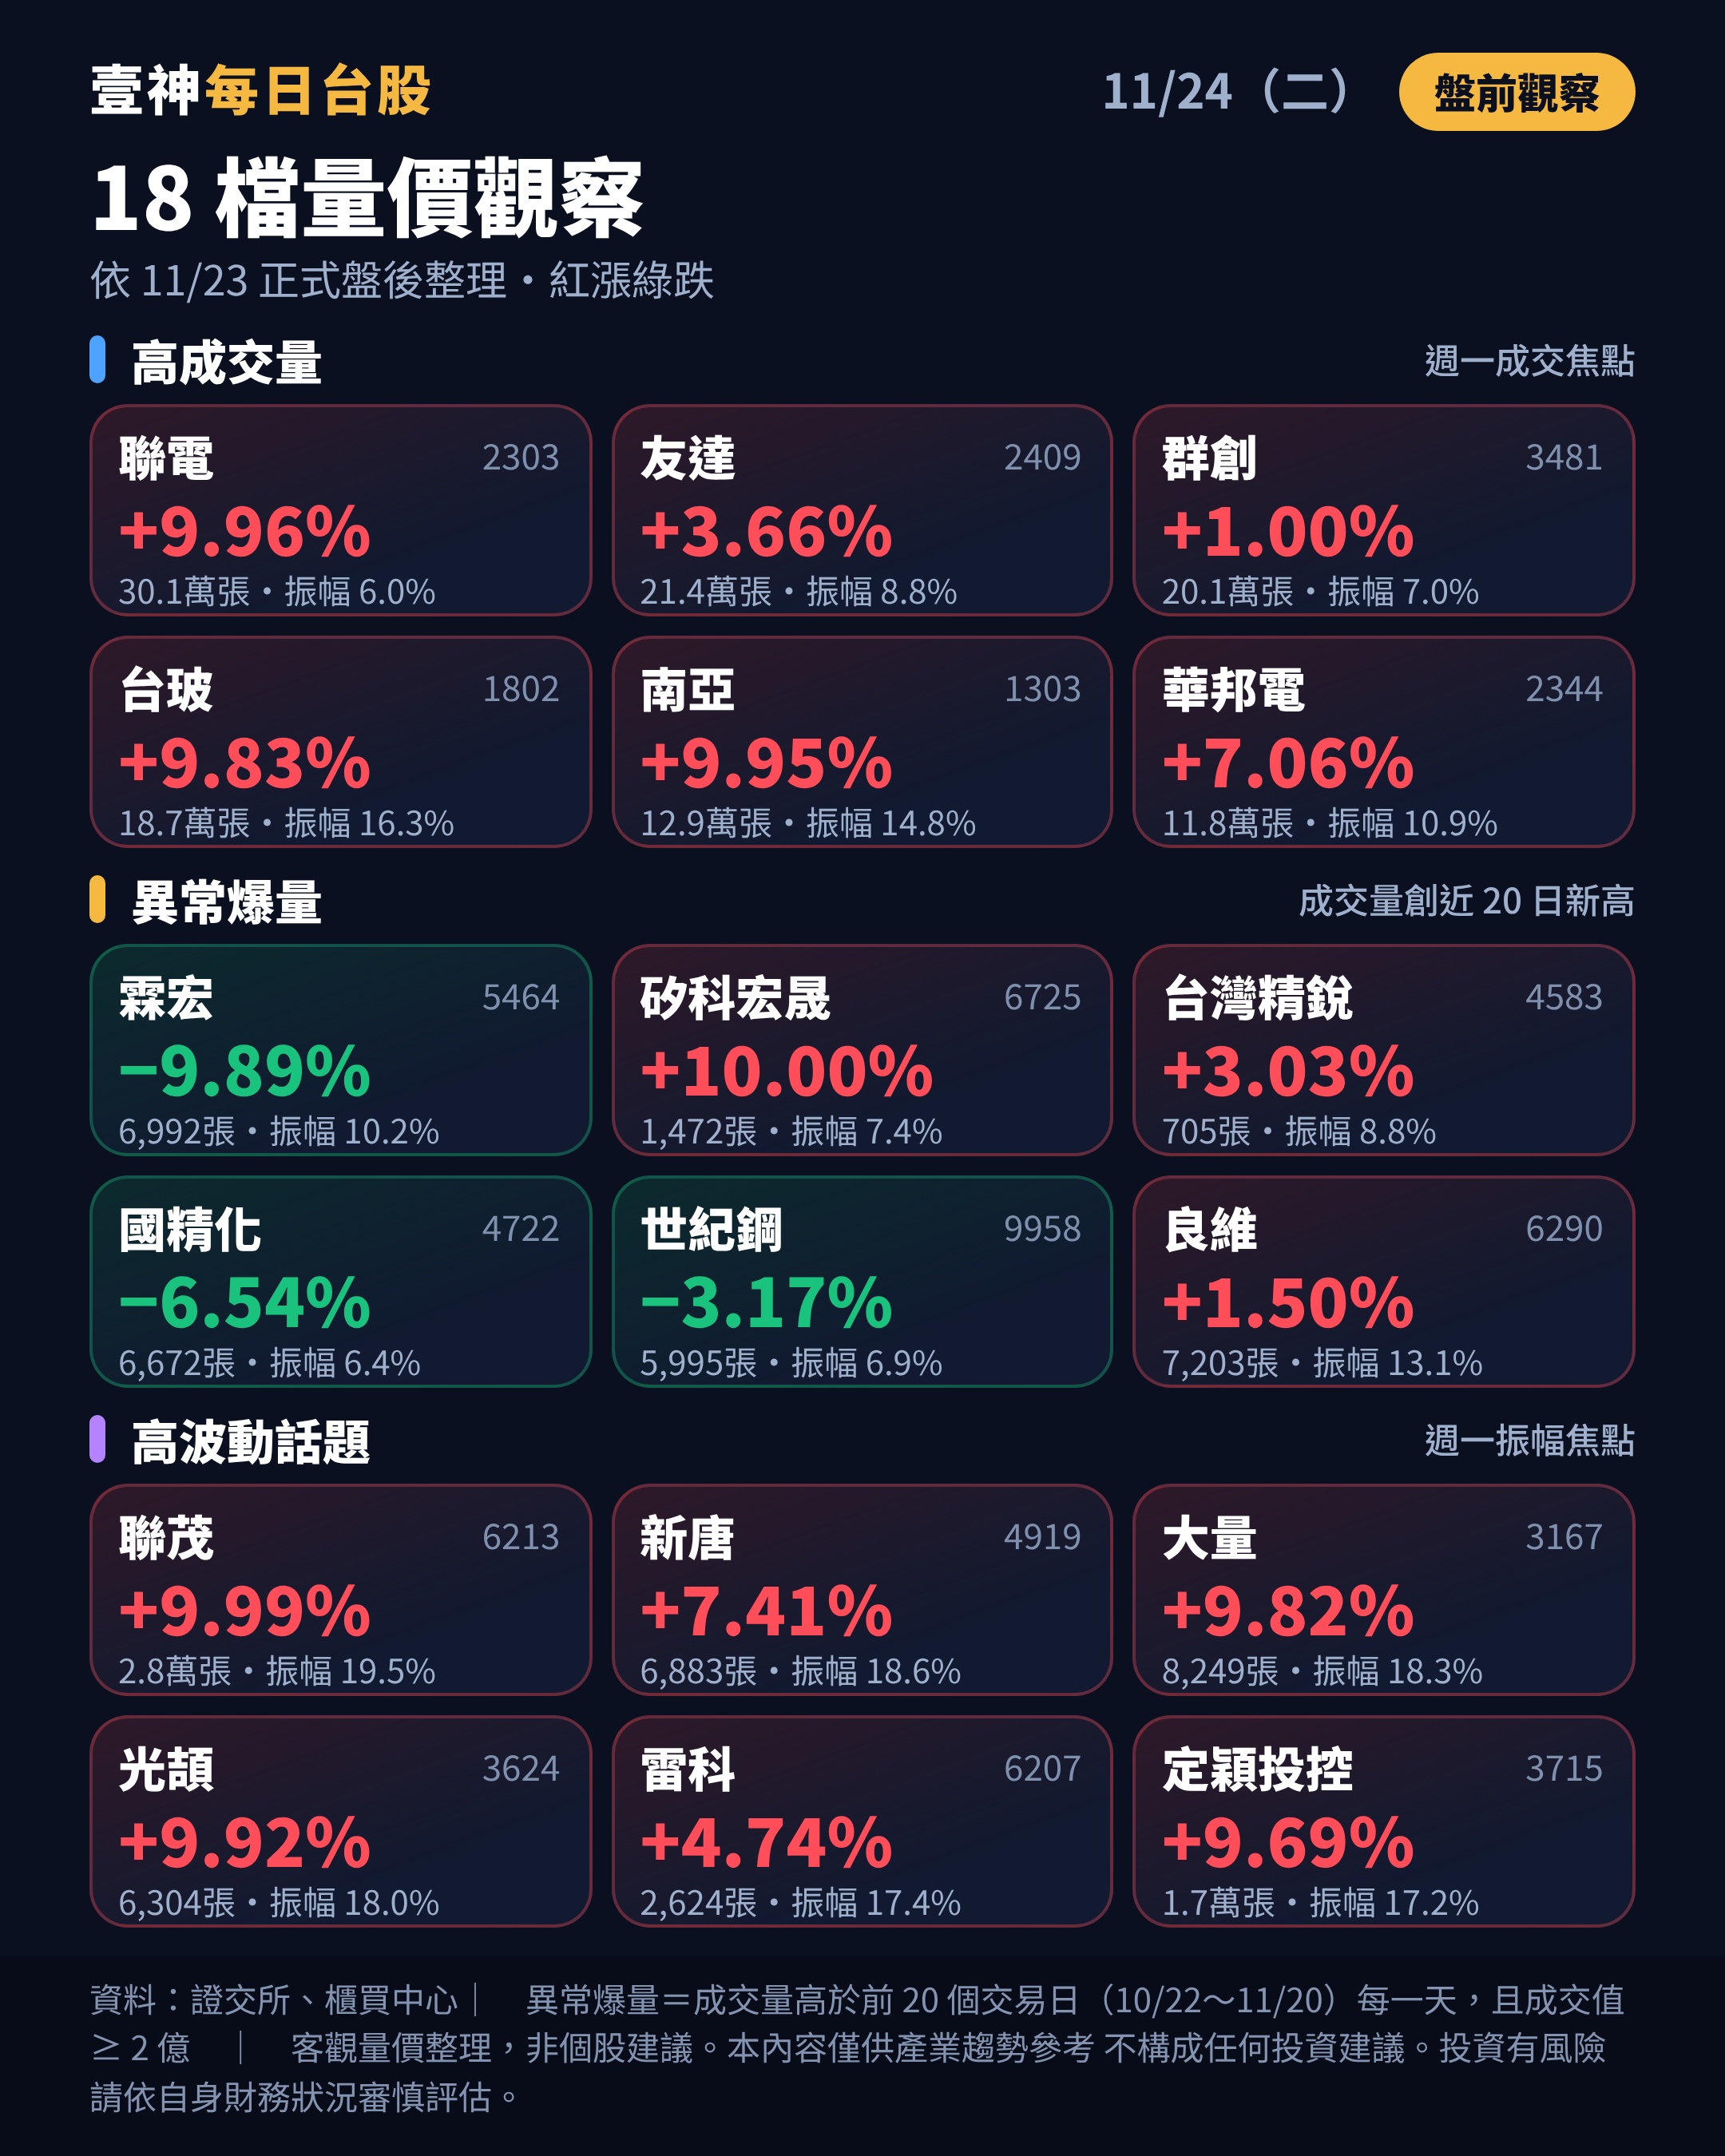 壹神每日台股
11/24（二）
盤前觀察
18 檔量價觀察
依 11/23 正式盤後整理・紅漲綠跌
高成交量
週一成交焦點
聯電 2303
+9.96%
30.1萬張・振幅 6.0%
友達 2409
+3.66%
21.4萬張・振幅 8.8%
群創 3481
+1.00%
20.1萬張・振幅 7.0%
台玻 1802
+9.83%
18.7萬張・振幅 16.3%
南亞 1303
+9.95%
12.9萬張・振幅 14.8%
華邦電 2344
+7.06%
11.8萬張・振幅 10.9%
異常爆量
成交量創近 20 日新高
霖宏 5464
−9.89%
6,992張・振幅 10.2%
矽科宏晟 6725
+10.00%
1,472張・振幅 7.4%
台灣精銳 4583
+3.03%
705張・振幅 8.8%
國精化 4722
−6.54%
6,672張・振幅 6.4%
世紀鋼 9958
−3.17%
5,995張・振幅 6.9%
良維 6290
+1.50%
7,203張・振幅 13.1%
高波動話題
週一振幅焦點
聯茂 6213
+9.99%
2.8萬張・振幅 19.5%
新唐 4919
+7.41%
6,883張・振幅 18.6%
大量 3167
+9.82%
8,249張・振幅 18.3%
光頡 3624
+9.92%
6,304張・振幅 18.0%
雷科 6207
+4.74%
2,624張・振幅 17.4%
定穎投控 3715
+9.69%
1.7萬張・振幅 17.2%
資料：證交所、櫃買中心｜　異常爆量＝成交量高於前 20 個交易日（10/22～11/20）每一天，且成交值
≥ 2 億　｜　客觀量價整理，非個股建議。本內容僅供產業趨勢參考 不構成任何投資建議。投資有風險
請依自身財務狀況審慎評估。